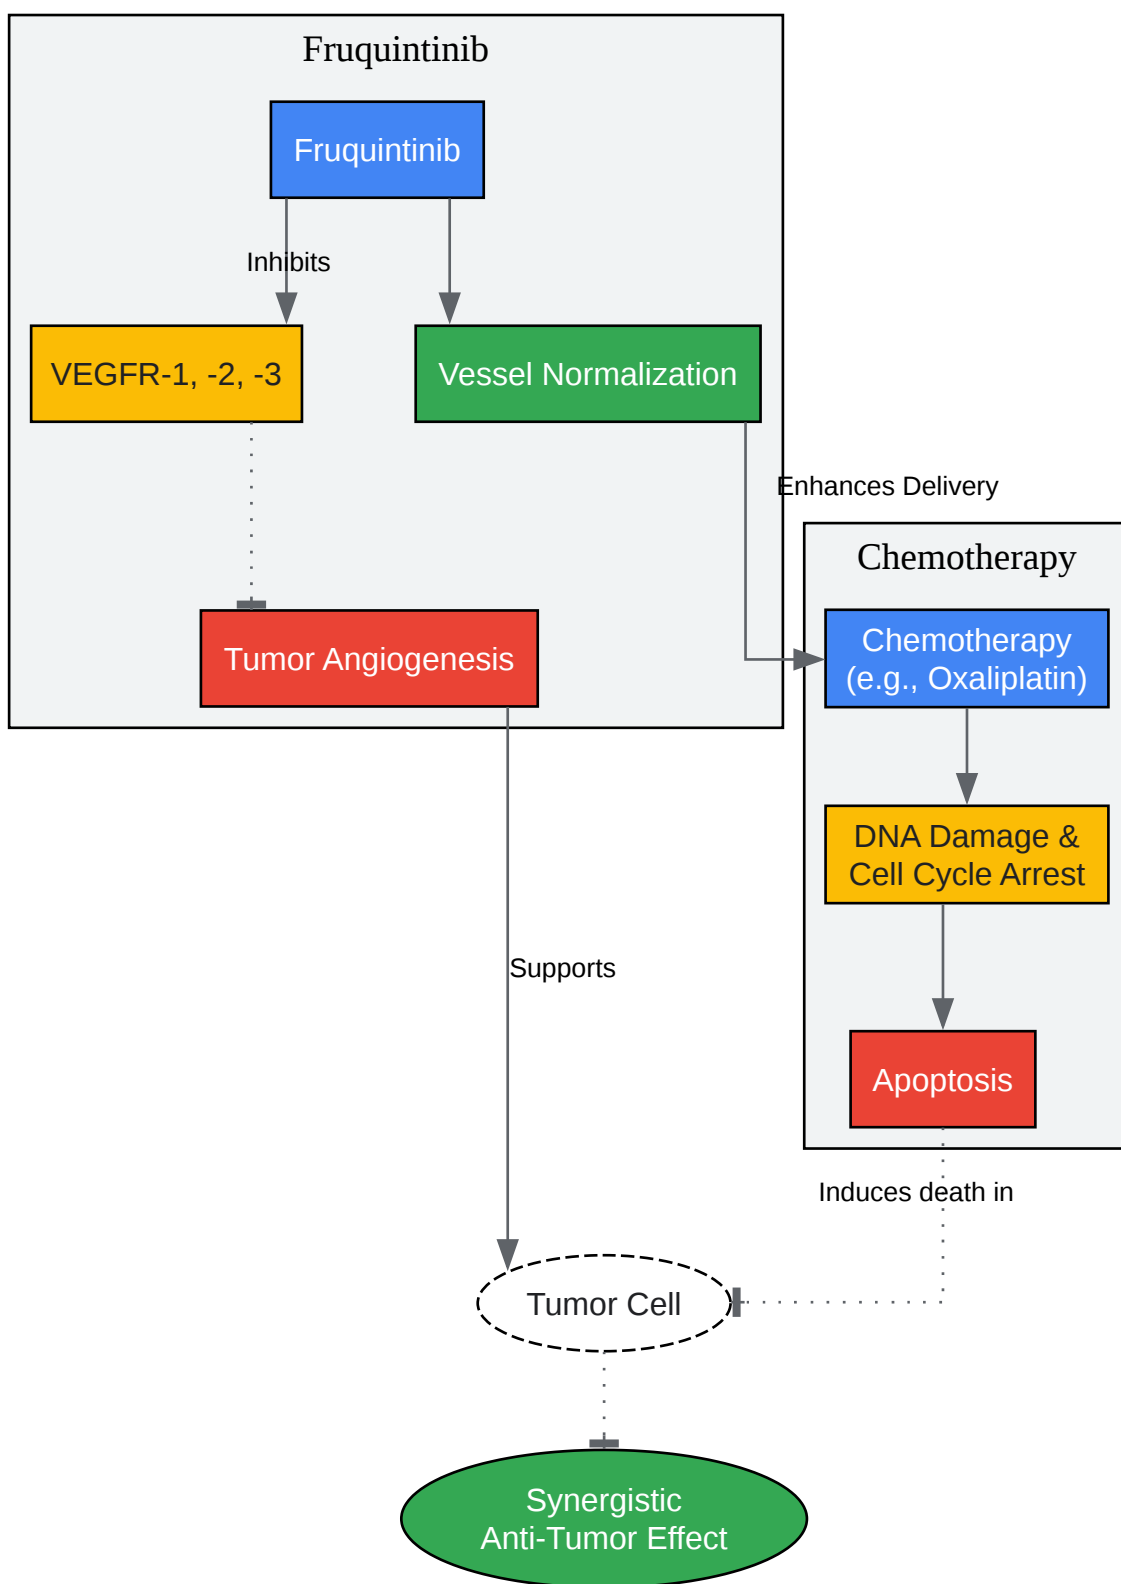 Fruquintinib
Fruquintinib
Inhibits
VEGFR-1, -2, -3
Vessel Normalization
Enhances Delivery
Chemotherapy
Chemotherapy
(e.g., Oxaliplatin)
Tumor Angiogenesis
DNA Damage &
Cell Cycle Arrest
Supports
Apoptosis
Induces death in
Tumor Cell
Synergistic
Anti-Tumor Effect